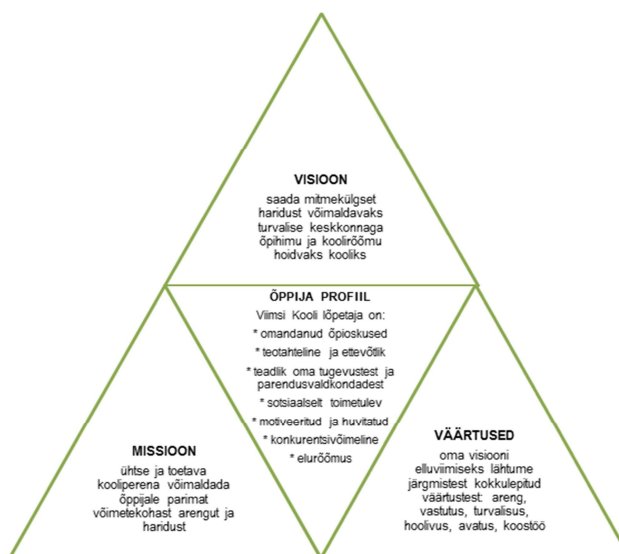 VISIOON
saada mitmekülgset
haridust võimaldavaks
turvalise keskkonnaga
õpihimu ja koolirõõmu
hoidvaks kooliks
ÕPPIJA PROFIIL
Viimsi Kooli lõpetaja on:
* omandanud õpioskused
* teotahteline ja ettevõtlik
* teadlik oma tugevustest ja
parendusvaldkondadest
* sotsiaalselt toimetulev
* motiveeritud ja huvitatud
* konkurentsivõimeline
* elurõõmus
MISSIOON
ühtse ja toetava
kooliperena võimaldada
õppijale parimat
võimetekohast arengut ja
haridust
VÄÄRTUSED
oma visiooni
elluviimiseks lähtume
järgmistest kokkulepitud
väärtustest: areng,
vastutus, turvalisus,
hoolivus, avatus, koostöö